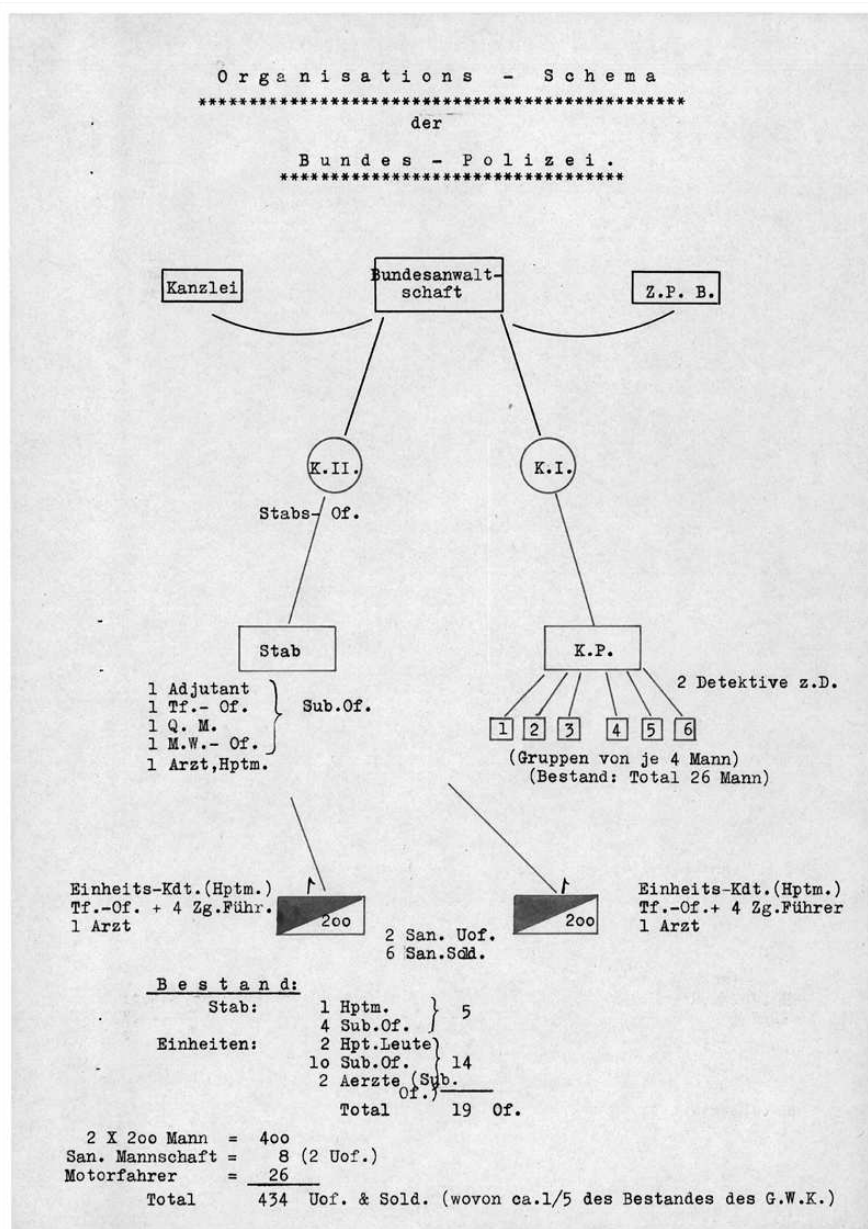 O r g a n i s a t i o n s - S c h e m a
************************************************
der
B u n d e s - P o l i z e i .
**********************************
Kanzlei
Bundesanwalt-
schaft
Z.P. B.
K.II.
K.I.
Stabs- Of.
Stab
K.P.
1 Adjutant
1 Tf.- Of.
1 Q. M.
1 M.W.- Of.
1 Arzt,Hptm.
Sub.Of.
2 Detektive z.D.
1 2 3 4 5 6
(Gruppen von je 4 Mann)
(Bestand: Total 26 Mann)
Einheits-Kdt.(Hptm.)
Tf.-Of. + 4 Zg.Führ.
1 Arzt
2oo
2 San. Uof.
6 San.Sold.
2oo
Einheits-Kdt.(Hptm.)
Tf.-Of.+ 4 Zg.Führer
1 Arzt
B e s t a n d:
Stab: 1 Hptm.
4 Sub.Of.
5
Einheiten: 2 Hpt.Leute
1o Sub.Of. 14
2 Aerzte (Sub.
Of.)
Total 19 Of.
2 X 2oo Mann = 4oo
San. Mannschaft = 8 (2 Uof.)
Motorfahrer = 26
Total 434 Uof. & Sold. (wovon ca.1/5 des Bestandes des G.W.K.)